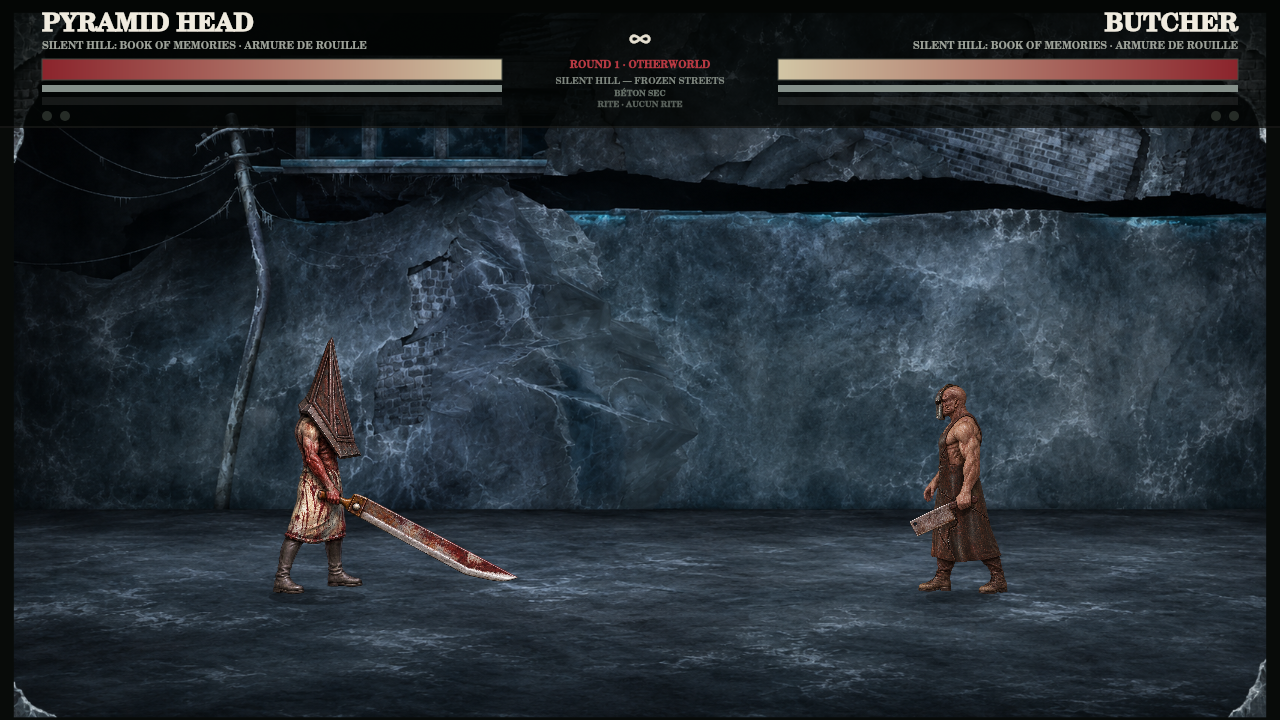 PYRAMID HEAD
SILENT HILL: BOOK OF MEMORIES · ARMURE DE ROUILLE
∞
ROUND 1 · OTHERWORLD
SILENT HILL — FROZEN STREETS
BÉTON SEC
RITE · AUCUN RITE
BUTCHER
SILENT HILL: BOOK OF MEMORIES · ARMURE DE ROUILLE